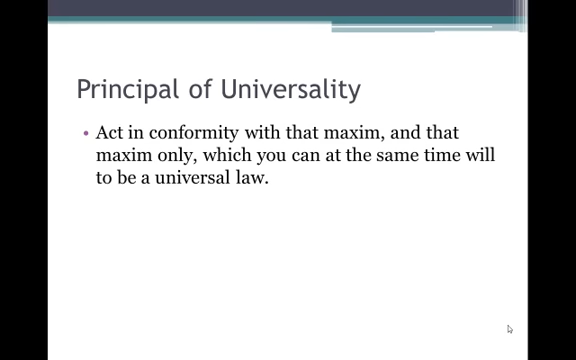 Principal of Universality
• Act in conformity with that maxim, and that
maxim only, which you can at the same time will
to be a universal law.